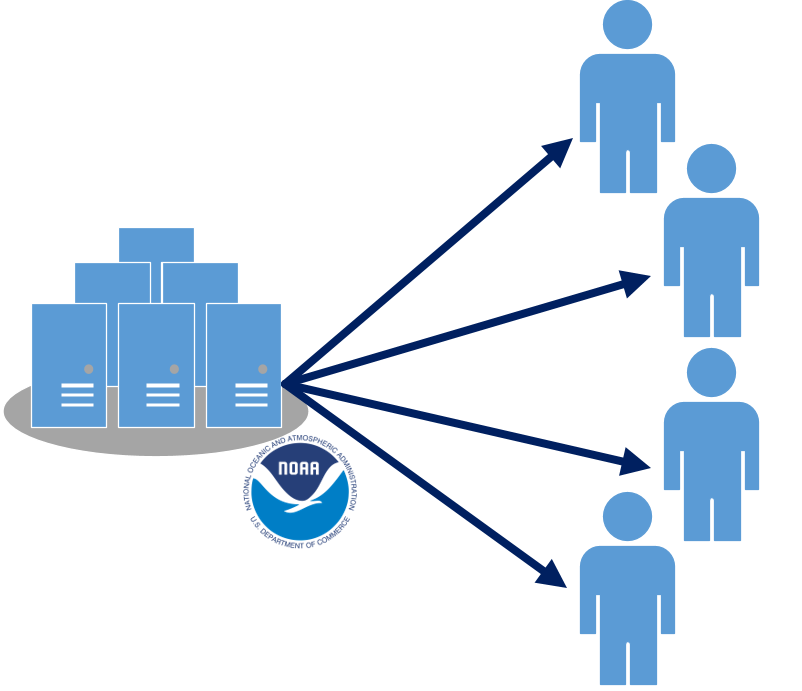 NATIONAL OCEANIC AND ATMOSPHERIC ADMINISTRATION
NOAA
U.S. DEPARTMENT OF COMMERCE